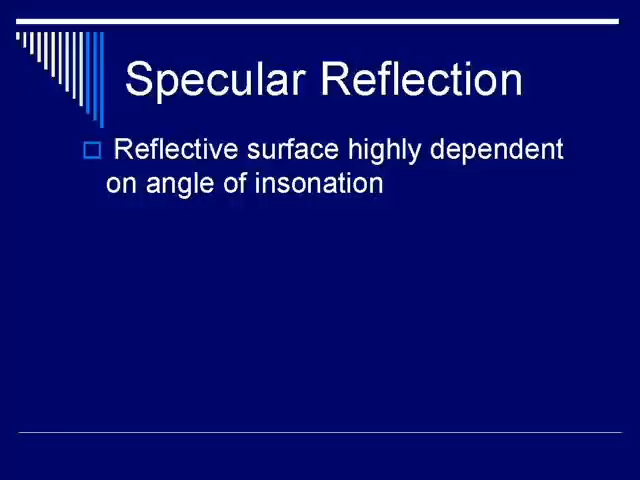 Specular Reflection
Reflective surface highly dependent
on angle of insonation